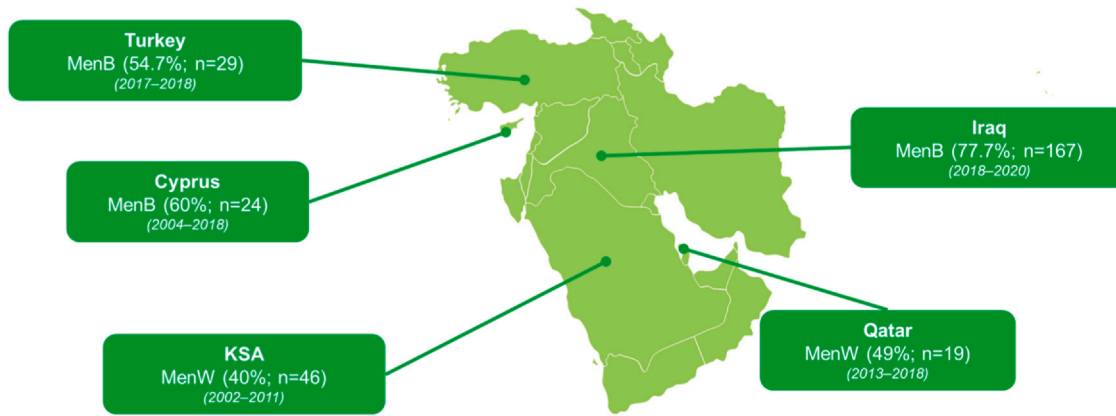 Turkey
MenB (54.7%; n=29)
(2017–2018)
Cyprus
MenB (60%; n=24)
(2004–2018)
KSA
MenW (40%; n=46)
(2002–2011)
Iraq
MenB (77.7%; n=167)
(2018–2020)
Qatar
MenW (49%; n=19)
(2013–2018)